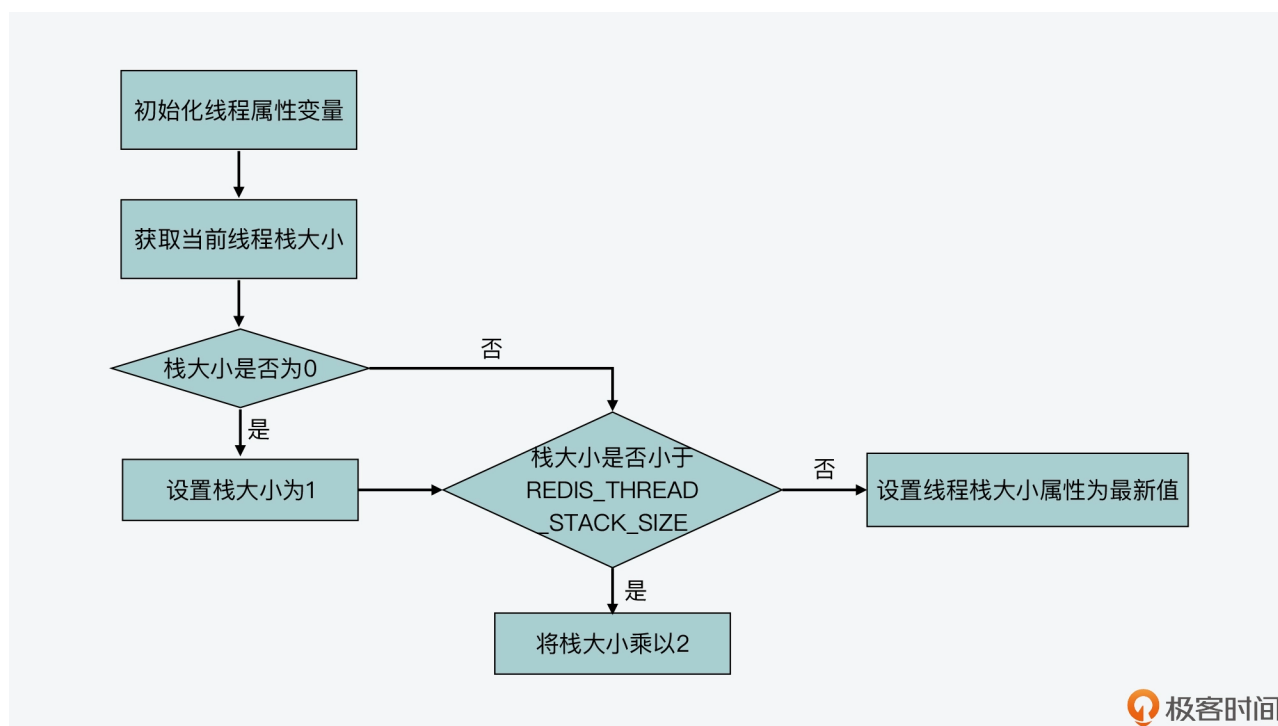 初始化线程属性变量
获取当前线程栈大小
栈大小是否为0
否
是
设置栈大小为1
栈大小是否小于
REDIS_THREAD
_STACK_SIZE
否
设置线程栈大小属性为最新值
是
将栈大小乘以2
极客时间